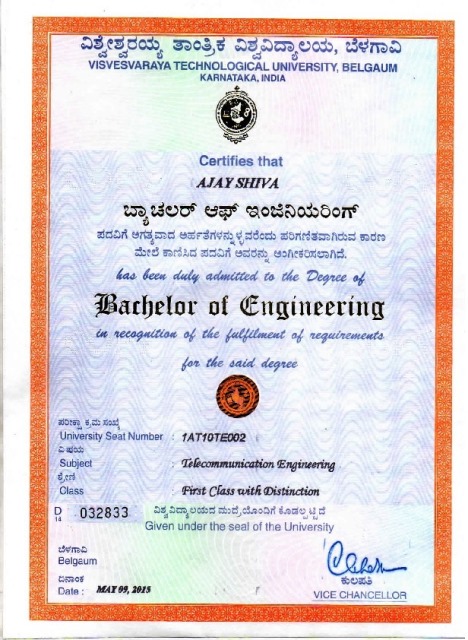 ವಿಶ್ವೇಶ್ವರಯ್ಯ ತಾಂತ್ರಿಕ ವಿಶ್ವವಿದ್ಯಾಲಯ, ಬೆಳಗಾವಿ
VISVESVARAYA TECHNOLOGICAL UNIVERSITY, BELGAUM
KARNATAKA, INDIA
Certifies that
AJAY SHIVA
ಬ್ಯಾಚಲರ್ ಆಫ್ ಇಂಜಿನಿಯರಿಂಗ್
ಪದವಿಗೆ ಅಗತ್ಯವಾದ ಅರ್ಹತೆಗಳನ್ನುಳ್ಳವರೆಂದು ಪರಿಗಣಿತವಾಗಿರುವ ಕಾರಣ
ಮೇಲೆ ಕಾಣಿಸಿದ ಪದವಿಗೆ ಅವರನ್ನು ಅಂಗೀಕರಿಸಲಾಗಿದೆ.
has been duly admitted to the Degree of
Bachelor of Engineering
in recognition of the fulfilment of requirements
for the said degree
ಪರೀಕ್ಷಾ ಕ್ರಮ ಸಂಖ್ಯೆ
University Seat Number : 1AT10TE002
ವಿಷಯ
Subject : Telecommunication Engineering
ಶ್ರೇಣಿ
Class : First Class with Distinction
D 14 032833 ವಿಶ್ವವಿದ್ಯಾಲಯದ ಮುದ್ರೆಯೊಂದಿಗೆ ಕೊಡಲ್ಪಟ್ಟಿದೆ
Given under the seal of the University
ಬೆಳಗಾವಿ
Belgaum
ದಿನಾಂಕ
ಕುಲಪತಿ
Date : MAY 09, 2015
VICE CHANCELLOR